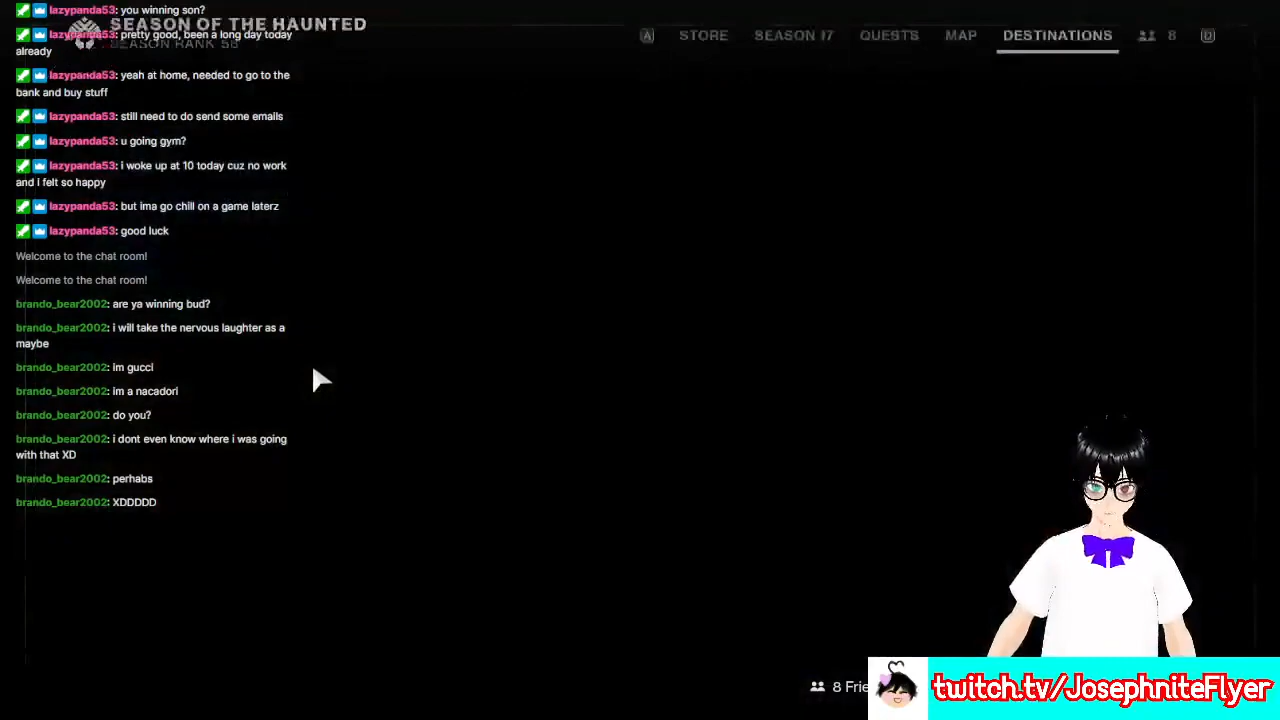 lazypanda53: you winning son?
SEASON OF THE HAUNTED
lazypanda53: pretty good, been a long day today
already
SEASON RANK 56
A STORE SEASON 17 QUESTS MAP DESTINATIONS 8 D
lazypanda53: yeah at home, needed to go to the
bank and buy stuff
lazypanda53: still need to do send some emails
lazypanda53: u going gym?
lazypanda53: i woke up at 10 today cuz no work
and i felt so happy
lazypanda53: but ima go chill on a game laterz
lazypanda53: good luck
Welcome to the chat room!
Welcome to the chat room!
brando_bear2002: are ya winning bud?
brando_bear2002: i will take the nervous laughter as a
maybe
brando_bear2002: im gucci
brando_bear2002: im a nacadori
brando_bear2002: do you?
brando_bear2002: i dont even know where i was going
with that XD
brando_bear2002: perhabs
brando_bear2002: XDDDDD
8 Frie
twitch.tv/JosephniteFlyer